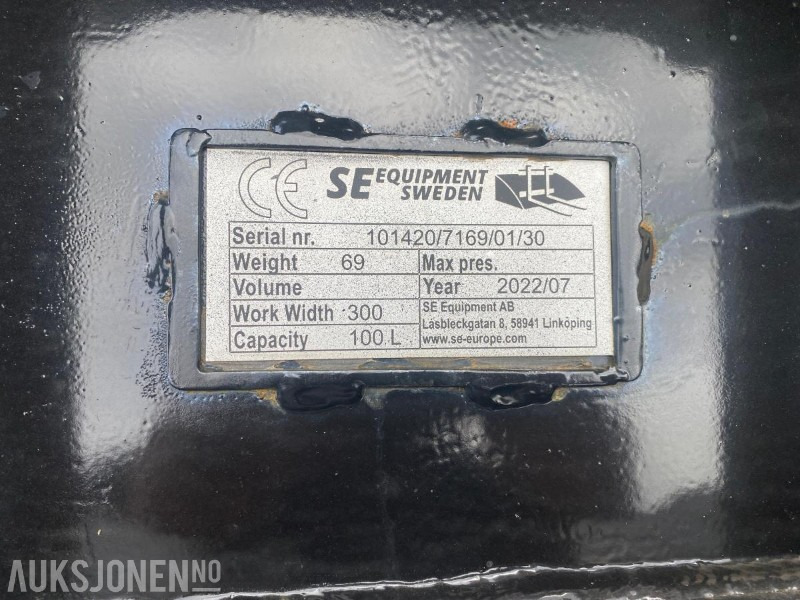 CE SE EQUIPMENT
SWEDEN
Serial nr. 101420/7169/01/30
Weight 69 Max pres.
Volume Year 2022/07
Work Width 300 SE Equipment AB
Låsbleckgatan 8, 58941 Linköping
Capacity 100 L www.se-europe.com
AUKSJONEN.NO